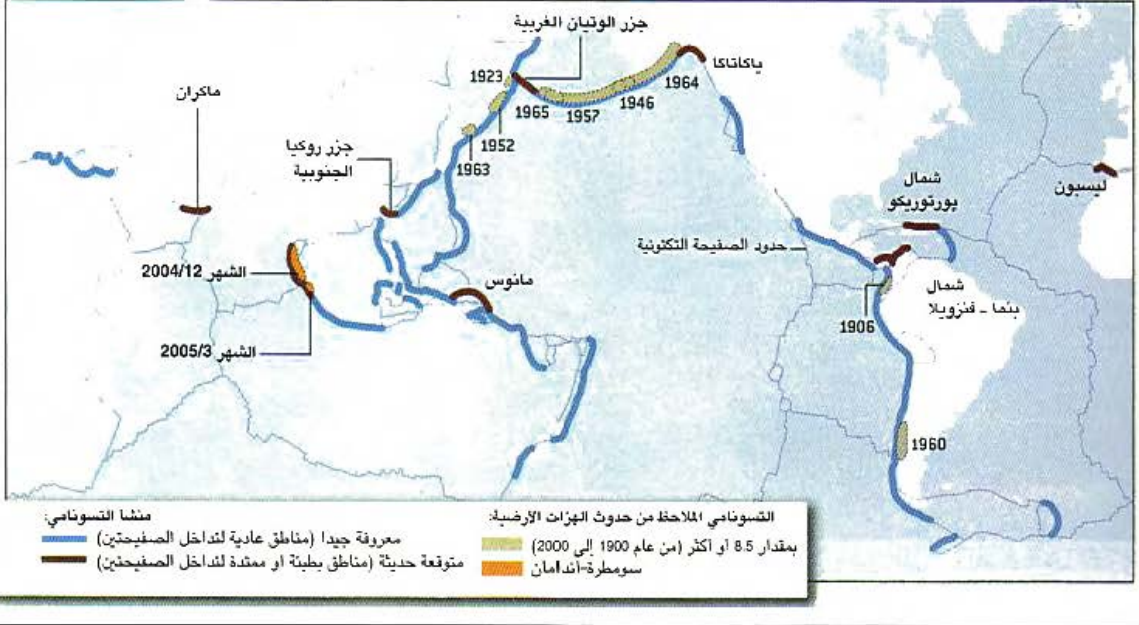 جزر الوتيان الغربية
ياكاتاكا
1923
1964
1946
1965
1957
1952
1963
ماكران
جزر روكيا
الجنوبية
ليسبون
شمال
پورتوريكو
حدود الصفيحة التكتونية
الشهر 2004/12
مانوس
شمال
پنما - فنزويلا
1906
الشهر 2005/3
1960
التسونامي الملاحظ من حدوث الهزات الأرضية:
بمقدار 8.5 أو أكثر (من عام 1900 إلى 2000)
سومطرة-أندامان
منشأ التسونامي:
معروفة جيدا (مناطق عادية لتداخل الصفيحتين)
متوقعة حديثة (مناطق بطيئة أو ممتدة لتداخل الصفيحتين)